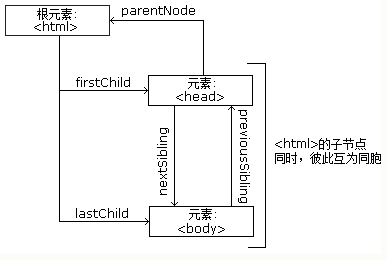 parentNode
根元素:
<html>
firstChild
元素:
<head>
nextSibling
previousSibling
<html>的子节点
同时，彼此互为同胞
lastChild
元素:
<body>